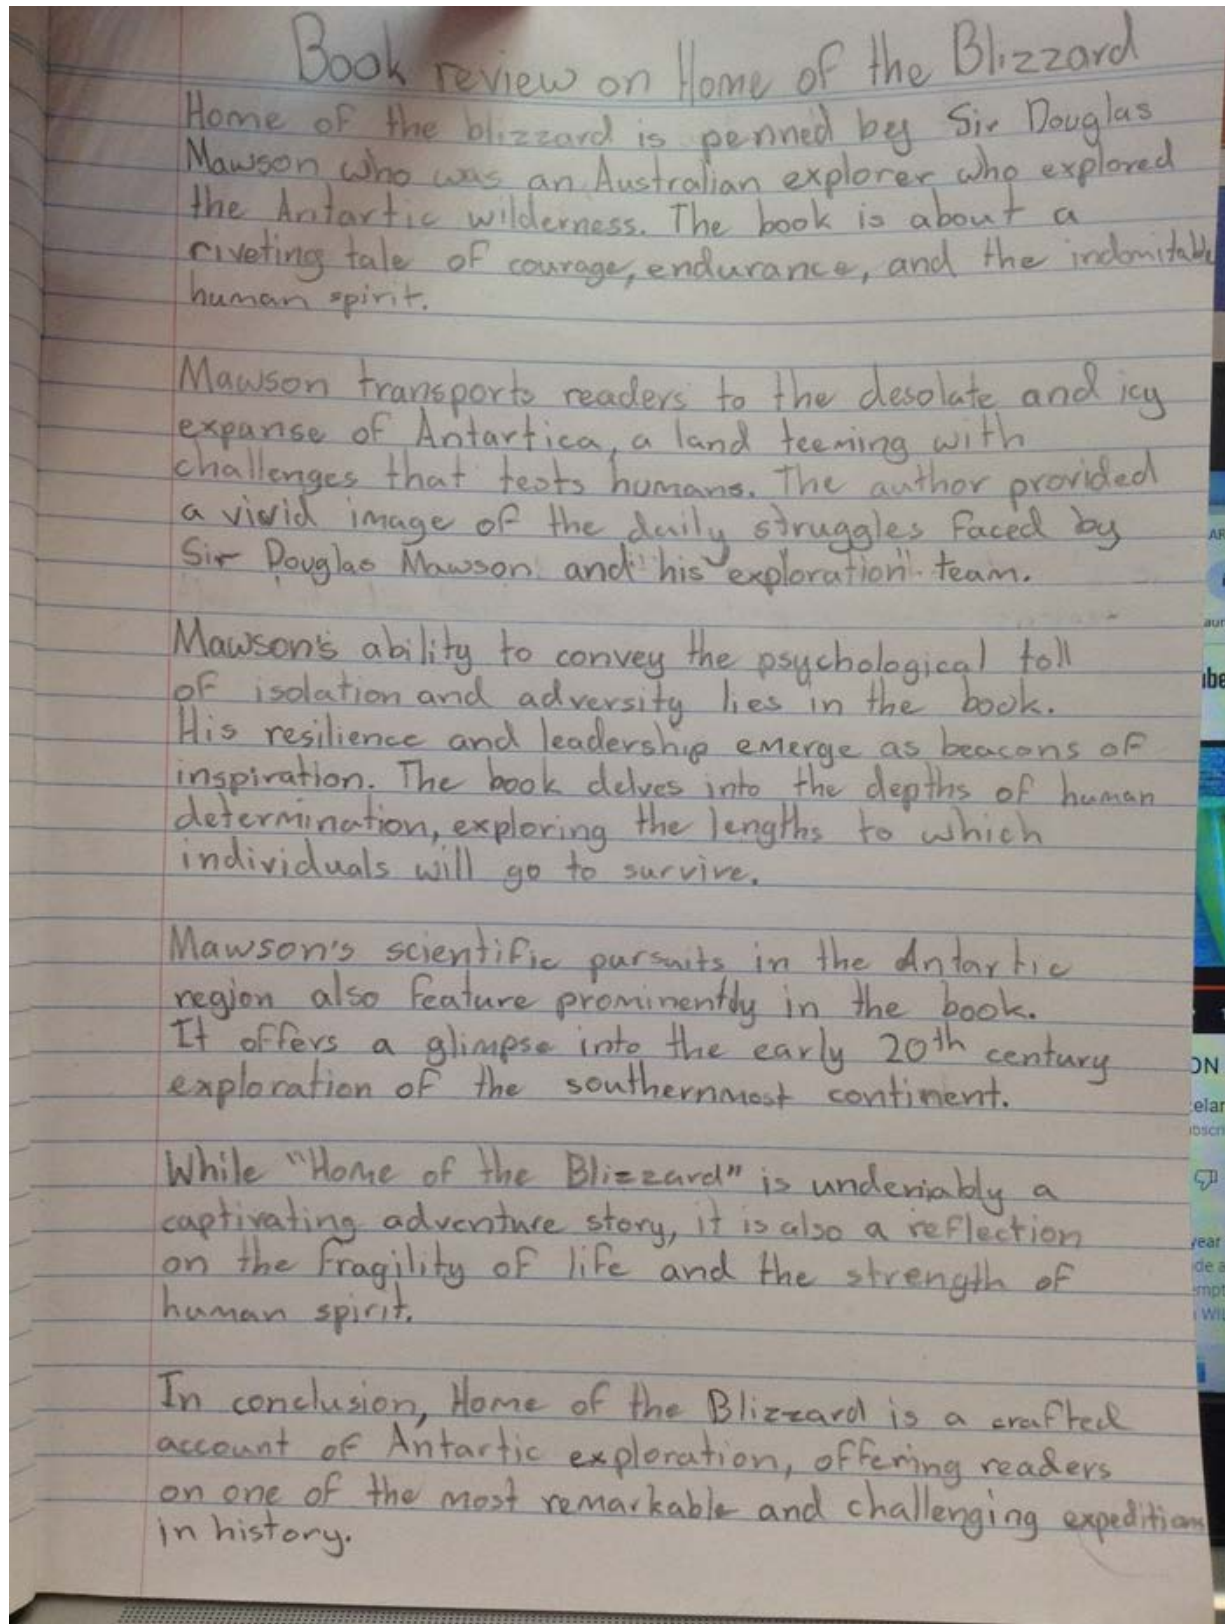 Book review on Home of the Blizzard
Home of the blizzard is penned by Sir Douglas
Mawson who was an Australian explorer who explored
the Antartic wilderness. The book is about a
riveting tale of courage, endurance, and the indomitable
human spirit.
Mawson transports readers to the desolate and icy
expanse of Antartica, a land teeming with
challenges that tests humans. The author provided
a vivid image of the daily struggles faced by
Sir Douglas Mawson and his exploration team.
Mawson's ability to convey the psychological toll
of isolation and adversity lies in the book.
His resilience and leadership emerge as beacons of
inspiration. The book delves into the depths of human
determination, exploring the lengths to which
individuals will go to survive.
Mawson's scientific pursuits in the Antartic
region also feature prominently in the book.
It offers a glimpse into the early 20th century
exploration of the southernmost continent.
While "Home of the Blizzard" is undeniably a
captivating adventure story, it is also a reflection
on the fragility of life and the strength of
human spirit.
In conclusion, Home of the Blizzard is a crafted
account of Antartic exploration, offering readers
on one of the most remarkable and challenging expeditions
in history.